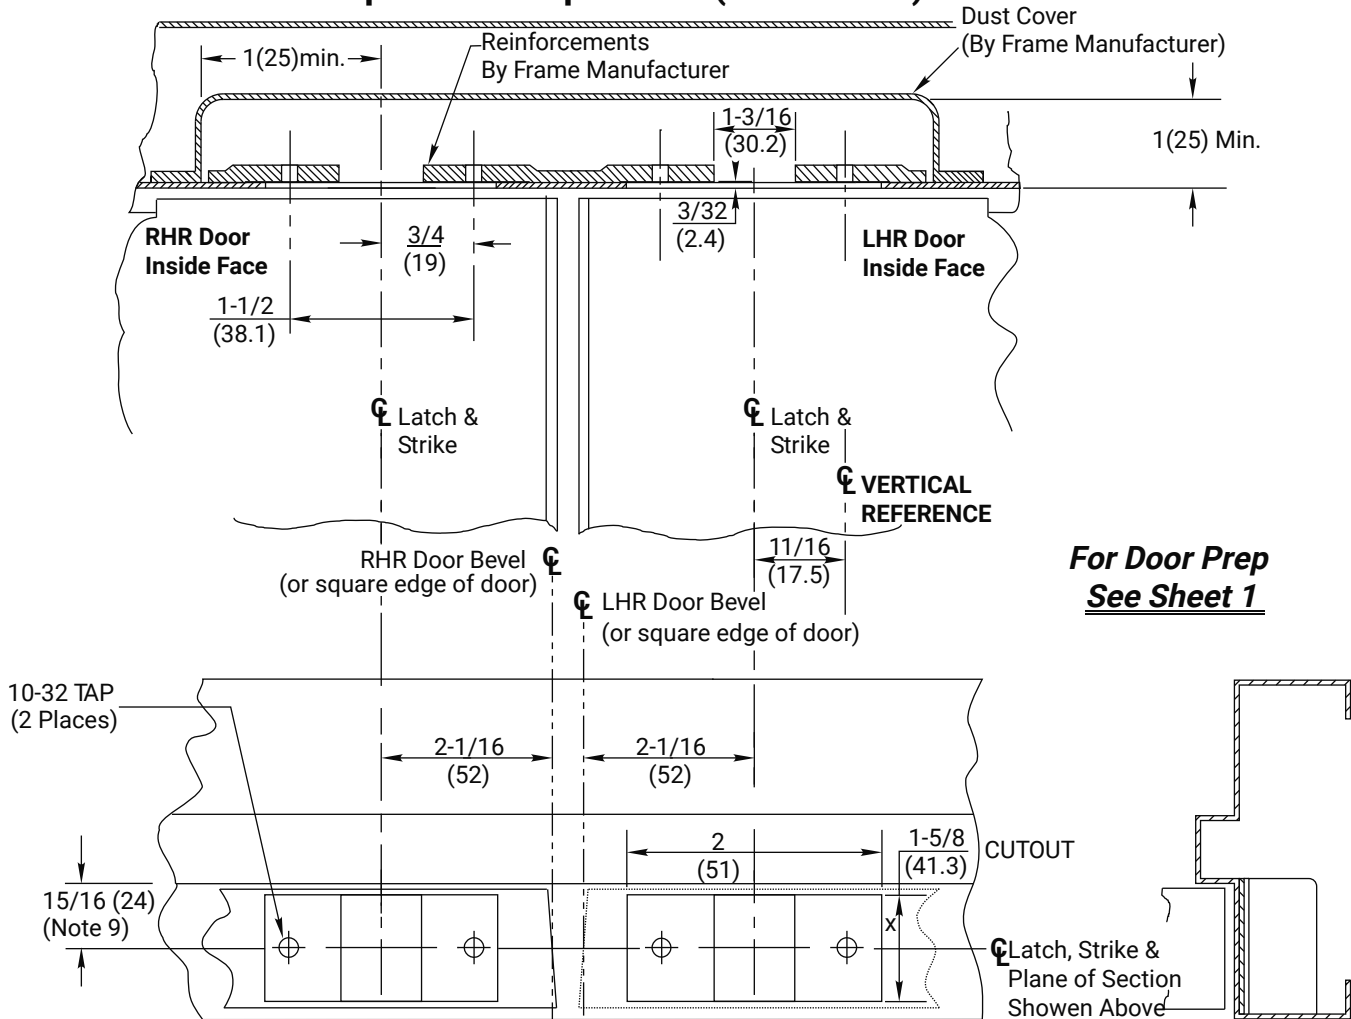 Dust Cover
(By Frame Manufacturer)
Reinforcements
By Frame Manufacturer
1(25)min.
1-3/16
(30.2)
1(25) Min.
3/32
(2.4)
RHR Door
Inside Face
3/4
(19)
LHR Door
Inside Face
1-1/2
(38.1)
℄ Latch &
Strike
℄ Latch &
Strike
℄ VERTICAL
REFERENCE
11/16
(17.5)
RHR Door Bevel ℄
(or square edge of door)
℄ LHR Door Bevel
(or square edge of door)
For Door Prep
See Sheet 1
10-32 TAP
(2 Places)
2-1/16
(52)
2-1/16
(52)
2
(51)
1-5/8
(41.3)
CUTOUT
15/16 (24)
(Note 9)
x
℄ Latch, Strike &
Plane of Section
Showen Above